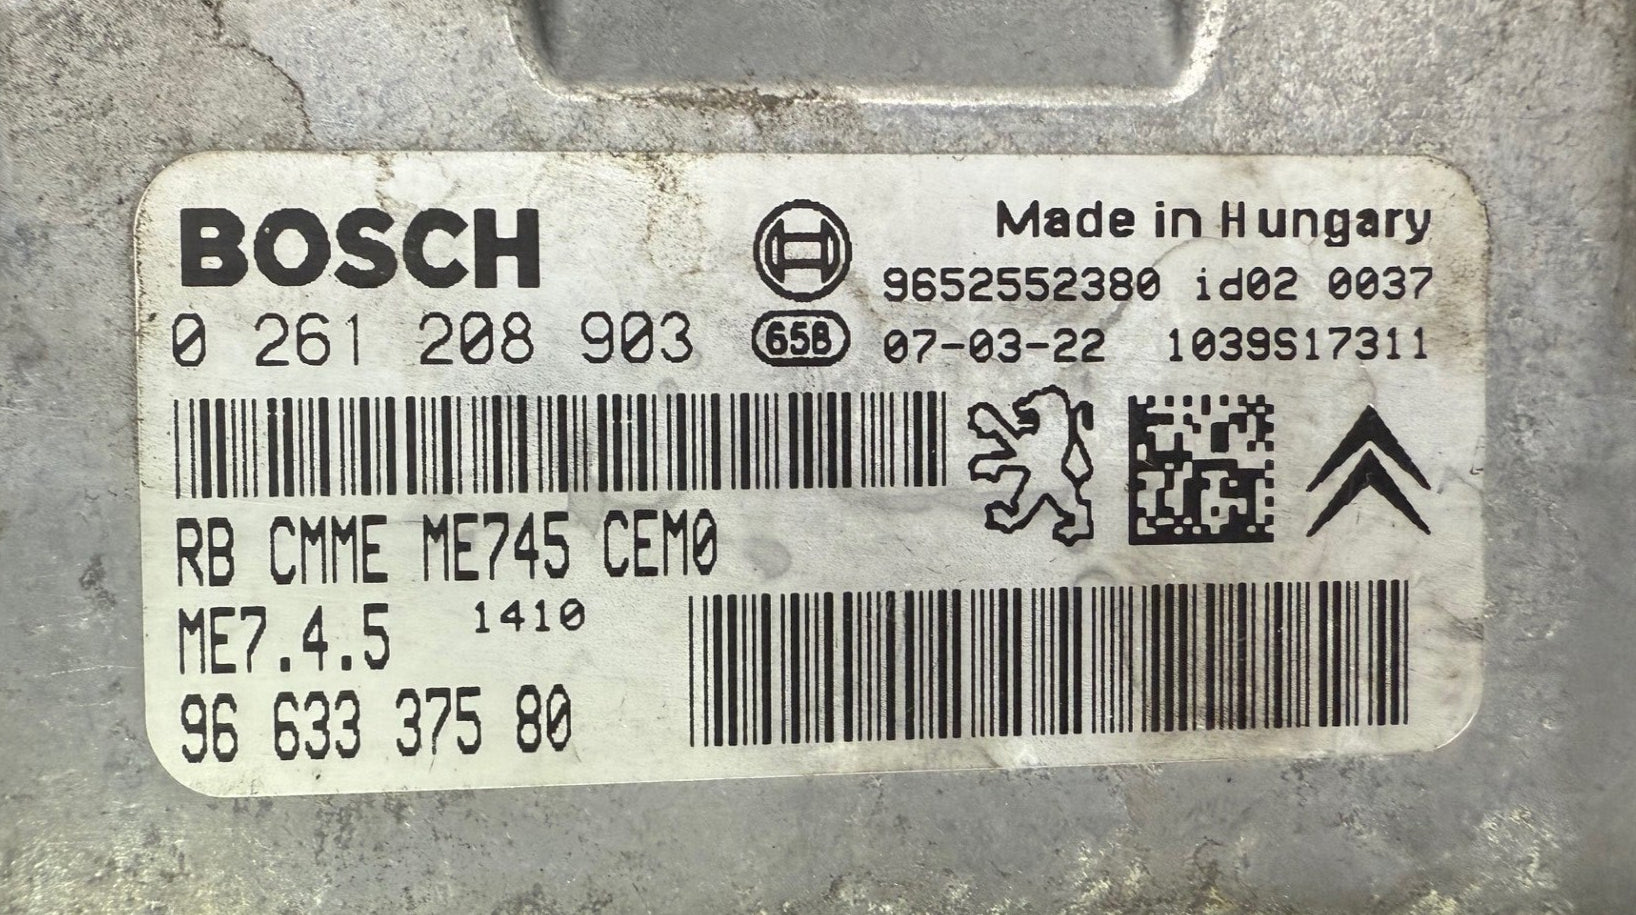 BOSCH
Made in Hungary
9652552380 id02 0037
0 261 208 903
65B
07-03-22 1039S17311
RB CMME ME745 CEM0
ME7.4.5 1410
96 633 375 80